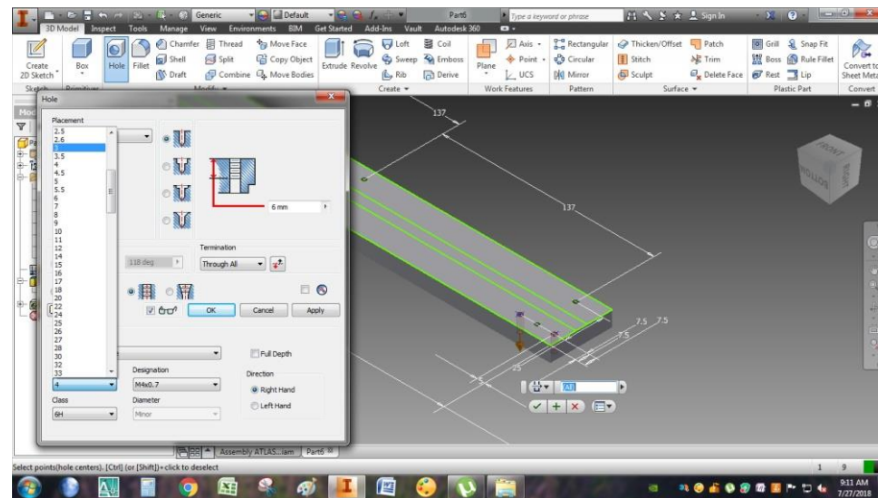 Generic
Default
Part6
Type a keyword or phrase
Sign In
3D Model Inspect Tools Manage View Environments BIM Get Started Add-Ins Vault Autodesk 360
Create
2D Sketch
Box
Hole
Fillet
Chamfer
Shell
Draft
Thread
Split
Combine
Move Face
Copy Object
Move Bodies
Extrude
Revolve
Loft
Sweep
Rib
Coil
Emboss
Derive
Plane
Axis
Point
UCS
Rectangular
Circular
Mirror
Thicken/Offset
Stitch
Sculpt
Patch
Trim
Delete Face
Grill
Boss
Rest
Snap Fit
Rule Fillet
Lip
Convert to
Sheet Meta
Sketch
Create
Work Features
Pattern
Surface
Plastic Part
Convert
Hole
Placement
2.5
2.6
3
3.5
4
4.5
5
5.5
6
7
8
9
10
11
12
14
15
16
17
18
20
22
24
25
26
27
28
30
32
33
4
6 mm
Termination
118 deg
Through All
OK
Cancel
Apply
Full Depth
Designation
M4x0.7
Direction
Right Hand
Left Hand
Class
6H
Diameter
Minor
137
137
7.5
7.5
7.5
25
FRONT
BOTTOM
RIGHT
Assembly ATLAS...iam
Part6
Select points(hole centers). [Ctrl] (or [Shift])+click to deselect
1
9
9:11 AM
7/27/2018